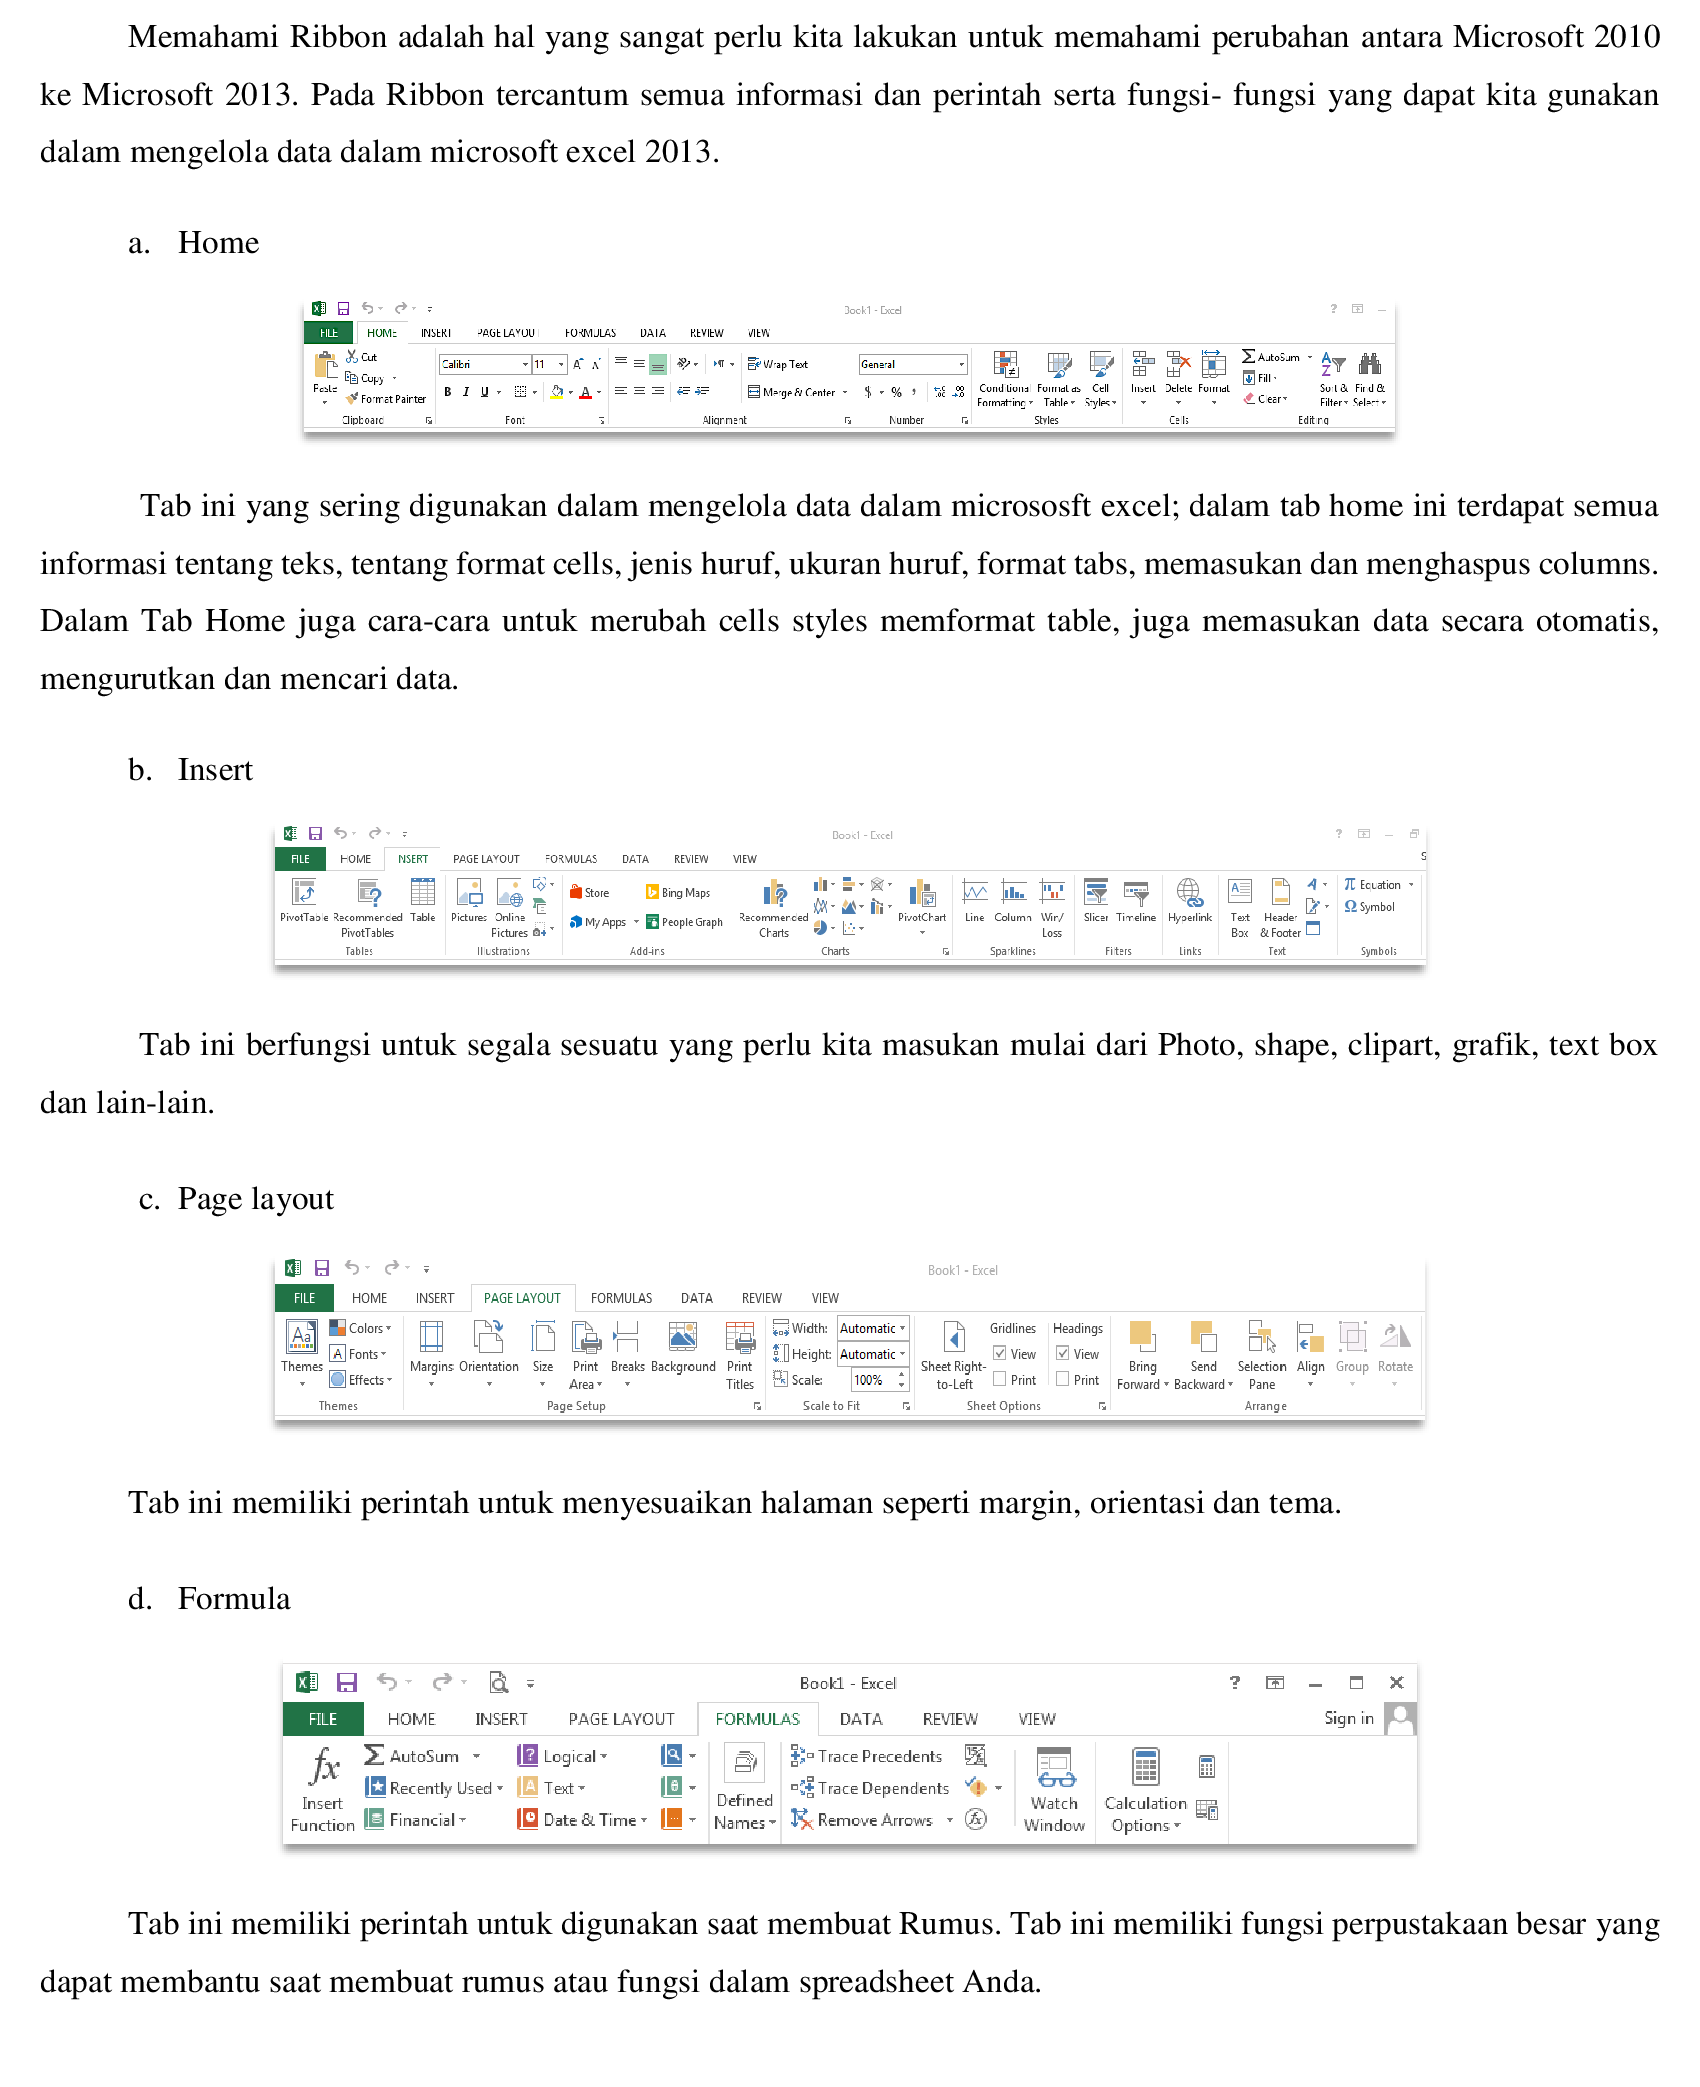 Memahami Ribbon adalah hal yang sangat perlu kita lakukan untuk memahami perubahan antara Microsoft 2010
ke Microsoft 2013. Pada Ribbon tercantum semua informasi dan perintah serta fungsi- fungsi yang dapat kita gunakan
dalam mengelola data dalam microsoft excel 2013.
a. Home
Book1 - Excel
FILE HOME INSERT PAGE LAYOUT FORMULAS DATA REVIEW VIEW
Cut Calibri 11 Wrap Text General AutoSum
Paste Copy Conditional Format as Cell Insert Delete Format Fill Sort & Find &
Format Painter B I U Merge & Center $ % , Formatting Table Styles Clear Filter Select
Clipboard Font Alignment Number Styles Cells Editing
Tab ini yang sering digunakan dalam mengelola data dalam micrososft excel; dalam tab home ini terdapat semua
informasi tentang teks, tentang format cells, jenis huruf, ukuran huruf, format tabs, memasukan dan menghaspus columns.
Dalam Tab Home juga cara-cara untuk merubah cells styles memformat table, juga memasukan data secara otomatis,
mengurutkan dan mencari data.
b. Insert
Book1 - Excel
FILE HOME INSERT PAGE LAYOUT FORMULAS DATA REVIEW VIEW S
Store Bing Maps Equation
PivotTable Recommended Table Pictures Online My Apps People Graph Recommended PivotChart Line Column Win/ Slicer Timeline Hyperlink Text Header Symbol
PivotTables Pictures Charts Loss Box & Footer
Tables Illustrations Add-ins Charts Sparklines Filters Links Text Symbols
Tab ini berfungsi untuk segala sesuatu yang perlu kita masukan mulai dari Photo, shape, clipart, grafik, text box
dan lain-lain.
c. Page layout
Book1 - Excel
FILE HOME INSERT PAGE LAYOUT FORMULAS DATA REVIEW VIEW
Colors Width: Automatic Gridlines Headings
Fonts Height: Automatic View View
Themes Margins Orientation Size Print Breaks Background Print Sheet Right- Bring Send Selection Align Group Rotate
Effects Area Titles Scale: 100% to-Left Print Print Forward Backward Pane
Themes Page Setup Scale to Fit Sheet Options Arrange
Tab ini memiliki perintah untuk menyesuaikan halaman seperti margin, orientasi dan tema.
d. Formula
Book1 - Excel
FILE HOME INSERT PAGE LAYOUT FORMULAS DATA REVIEW VIEW Sign in
fx AutoSum Logical Trace Precedents
Recently Used Text Trace Dependents
Insert Defined Watch Calculation
Function Financial Date & Time Names Remove Arrows Window Options
Tab ini memiliki perintah untuk digunakan saat membuat Rumus. Tab ini memiliki fungsi perpustakaan besar yang
dapat membantu saat membuat rumus atau fungsi dalam spreadsheet Anda.